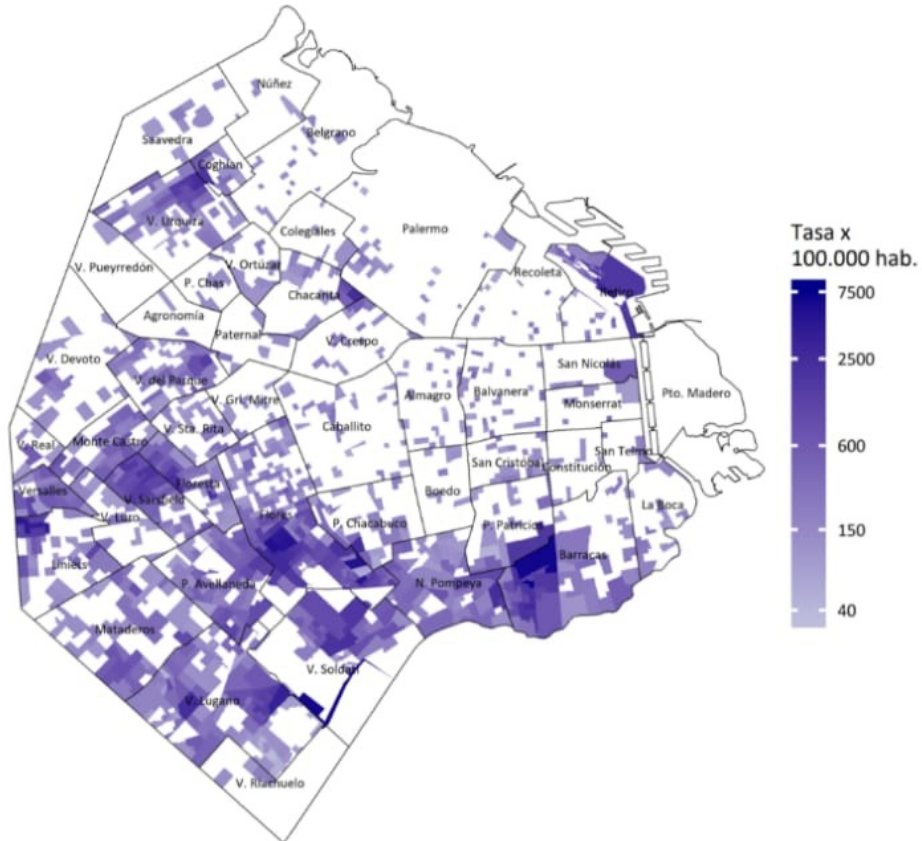 Núñez
Saavedra
Belgrano
Coghlan
V. Urquiza
Colegiales
Palermo
V. Pueyrredón
V. Ortúzar
P. Chas
Chacarita
Recoleta
Retiro
Agronomía
Paternal
V. Crespo
V. Devoto
V. del Parque
San Nicolás
Almagro
Balvanera
Pto. Madero
V. Gral. Mitre
Monserrat
Caballito
V. Sta. Rita
V. Real
Monte Castro
San Telmo
San Cristobal
Constitución
Versalles
V. Sarsfield
Floresta
Boedo
La Boca
V. Luro
Flores
P. Chacabuco
P. Patricios
Barracas
Liniers
P. Avellaneda
N. Pompeya
Mataderos
V. Soldati
V. Lugano
V. Riachuelo
Tasa x
100.000 hab.
7500
2500
600
150
40